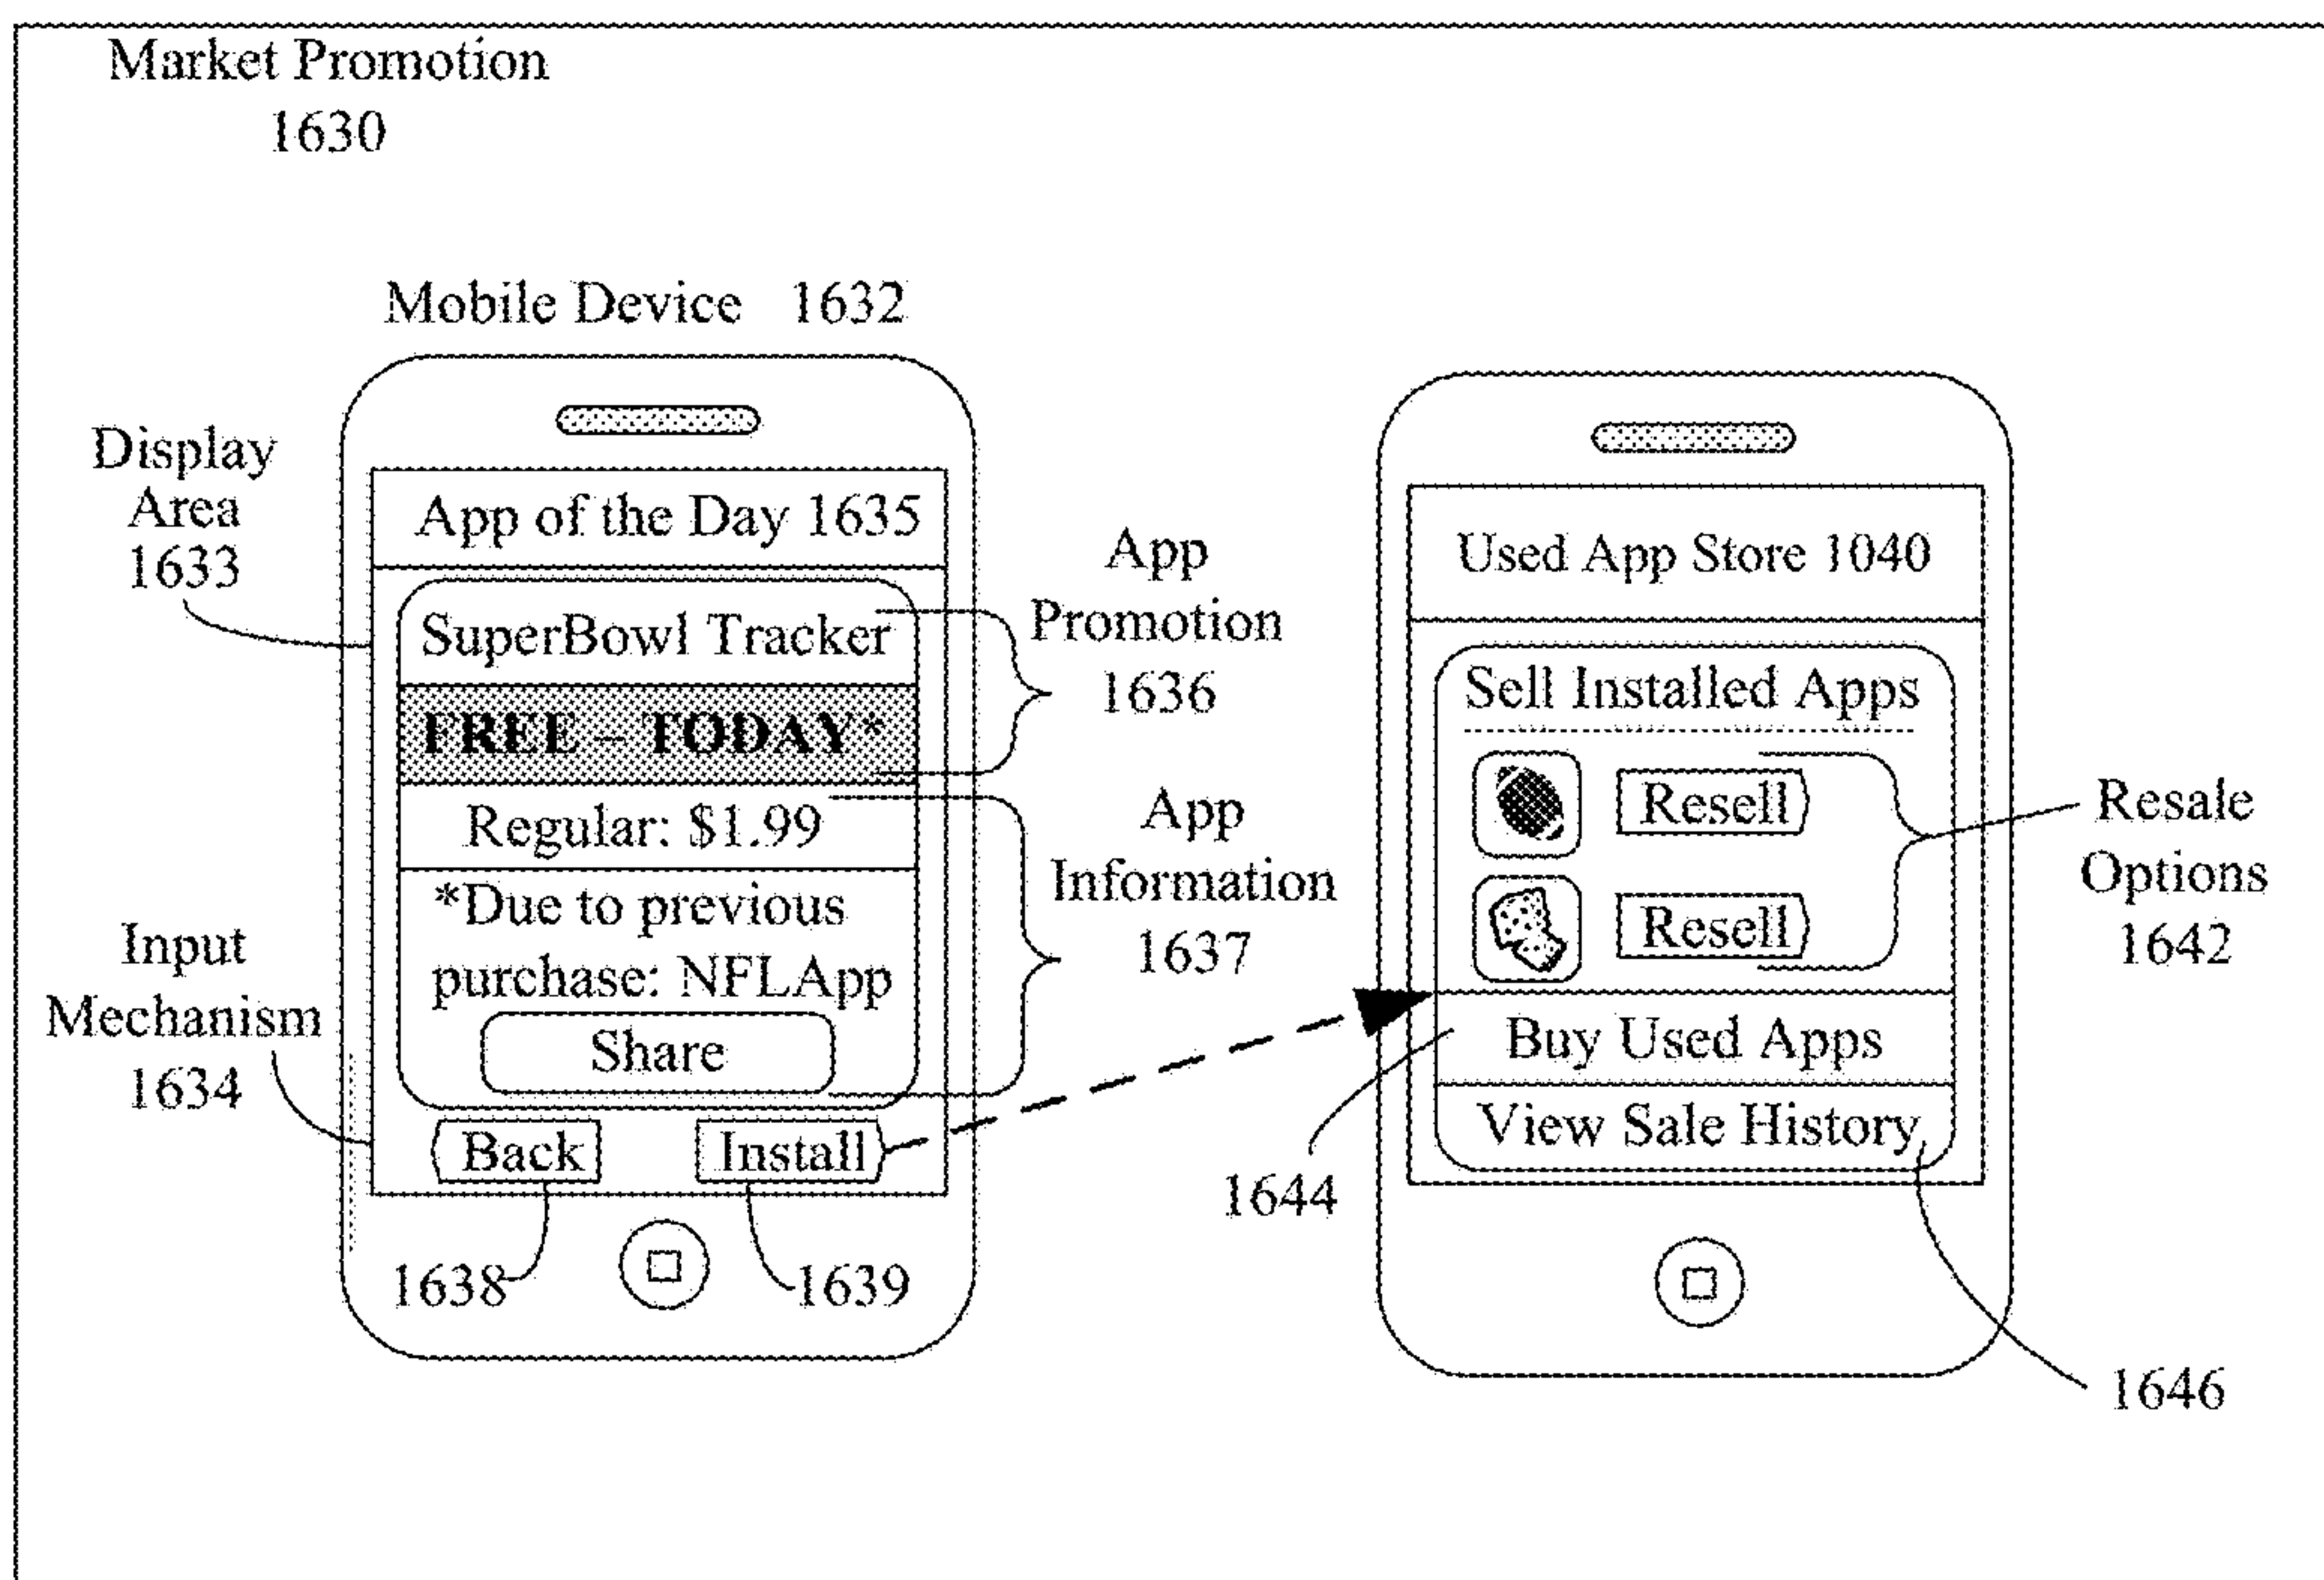 Market Promotion
1630
Mobile Device 1632
Display
Area
1633
App of the Day 1635
SuperBowl Tracker
FREE – TODAY*
Regular: $1.99
*Due to previous
purchase: NFLApp
Share
Back
Install
Input
Mechanism
1634
1638
1639
App
Promotion
1636
App
Information
1637
Used App Store 1040
Sell Installed Apps
Resell
Resell
Buy Used Apps
View Sale History
Resale
Options
1642
1644
1646